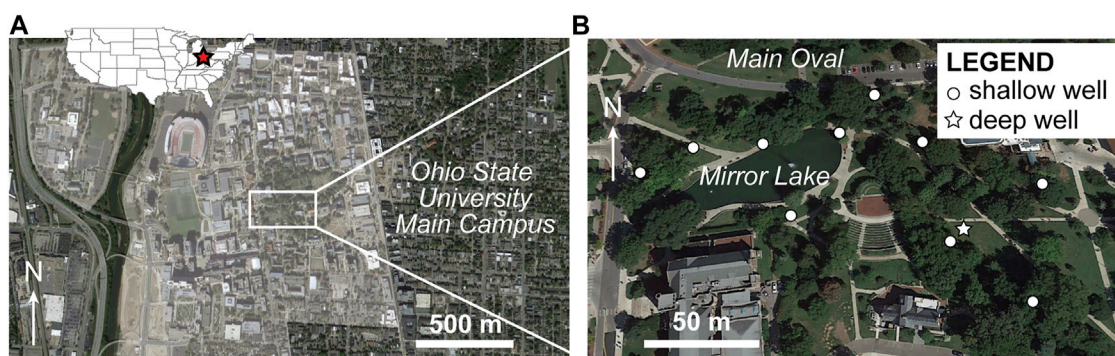 A
B
N
Ohio State
University
Main Campus
500 m
Main Oval
N
Mirror Lake
LEGEND
shallow well
deep well
50 m